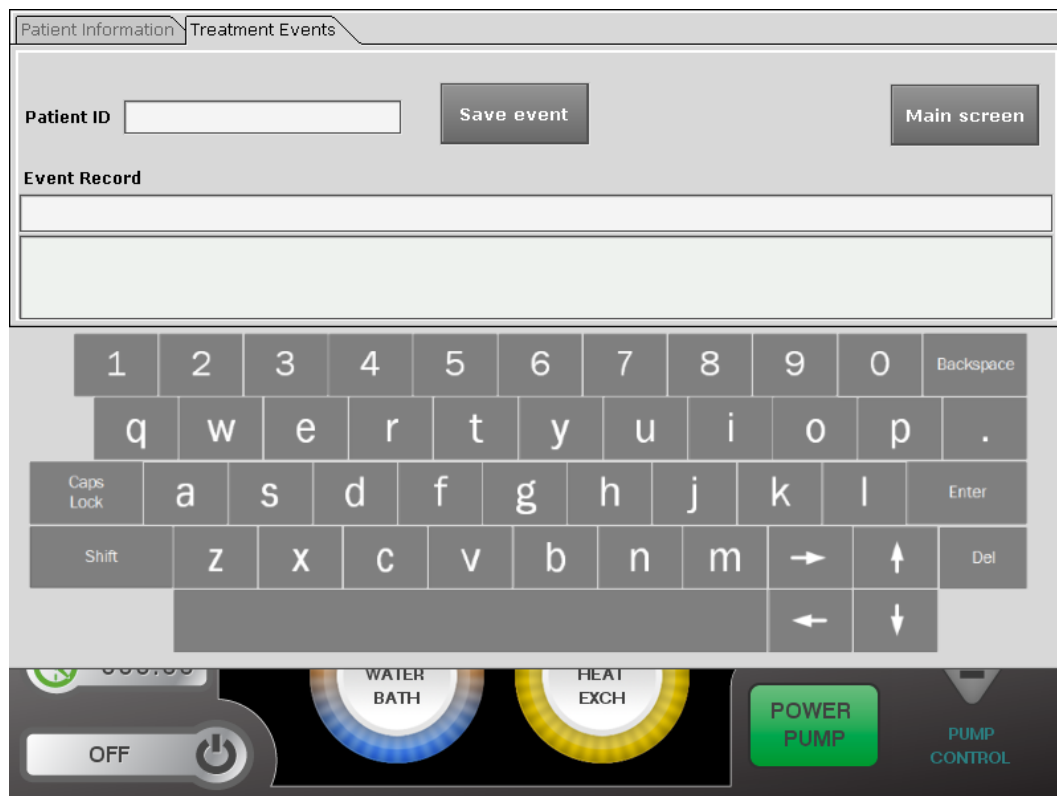 Patient Information Treatment Events
Patient ID Save event Main screen
Event Record
1 2 3 4 5 6 7 8 9 0 Backspace
q w e r t y u i o p .
Caps
Lock a s d f g h j k l Enter
Shift z x c v b n m → ↑ Del
← ↓
WATER
BATH
HEAT
EXCH
POWER
PUMP
OFF
PUMP
CONTROL